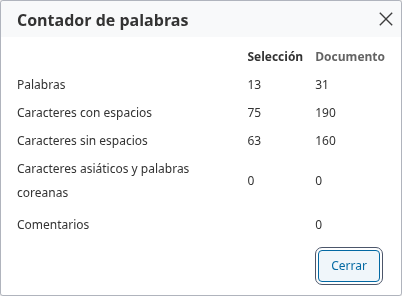 Contador de palabras
Selección Documento
Palabras 13 31
Caracteres con espacios 75 190
Caracteres sin espacios 63 160
Caracteres asiáticos y palabras
coreanas 0 0
Comentarios 0
Cerrar